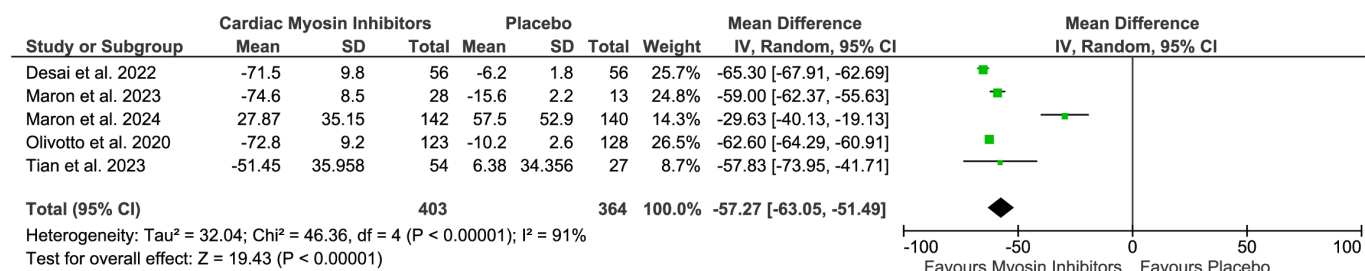 Cardiac Myosin Inhibitors Placebo Mean Difference Mean Difference
Study or Subgroup Mean SD Total Mean SD Total Weight IV, Random, 95% CI IV, Random, 95% CI
Desai et al. 2022 -71.5 9.8 56 -6.2 1.8 56 25.7% -65.30 [-67.91, -62.69]
Maron et al. 2023 -74.6 8.5 28 -15.6 2.2 13 24.8% -59.00 [-62.37, -55.63]
Maron et al. 2024 27.87 35.15 142 57.5 52.9 140 14.3% -29.63 [-40.13, -19.13]
Olivotto et al. 2020 -72.8 9.2 123 -10.2 2.6 128 26.5% -62.60 [-64.29, -60.91]
Tian et al. 2023 -51.45 35.958 54 6.38 34.356 27 8.7% -57.83 [-73.95, -41.71]
Total (95% CI) 403 364 100.0% -57.27 [-63.05, -51.49]
Heterogeneity: Tau² = 32.04; Chi² = 46.36, df = 4 (P < 0.00001); I² = 91%
Test for overall effect: Z = 19.43 (P < 0.00001)
-100 -50 0 50 100
Favours Myosin Inhibitors Favours Placebo